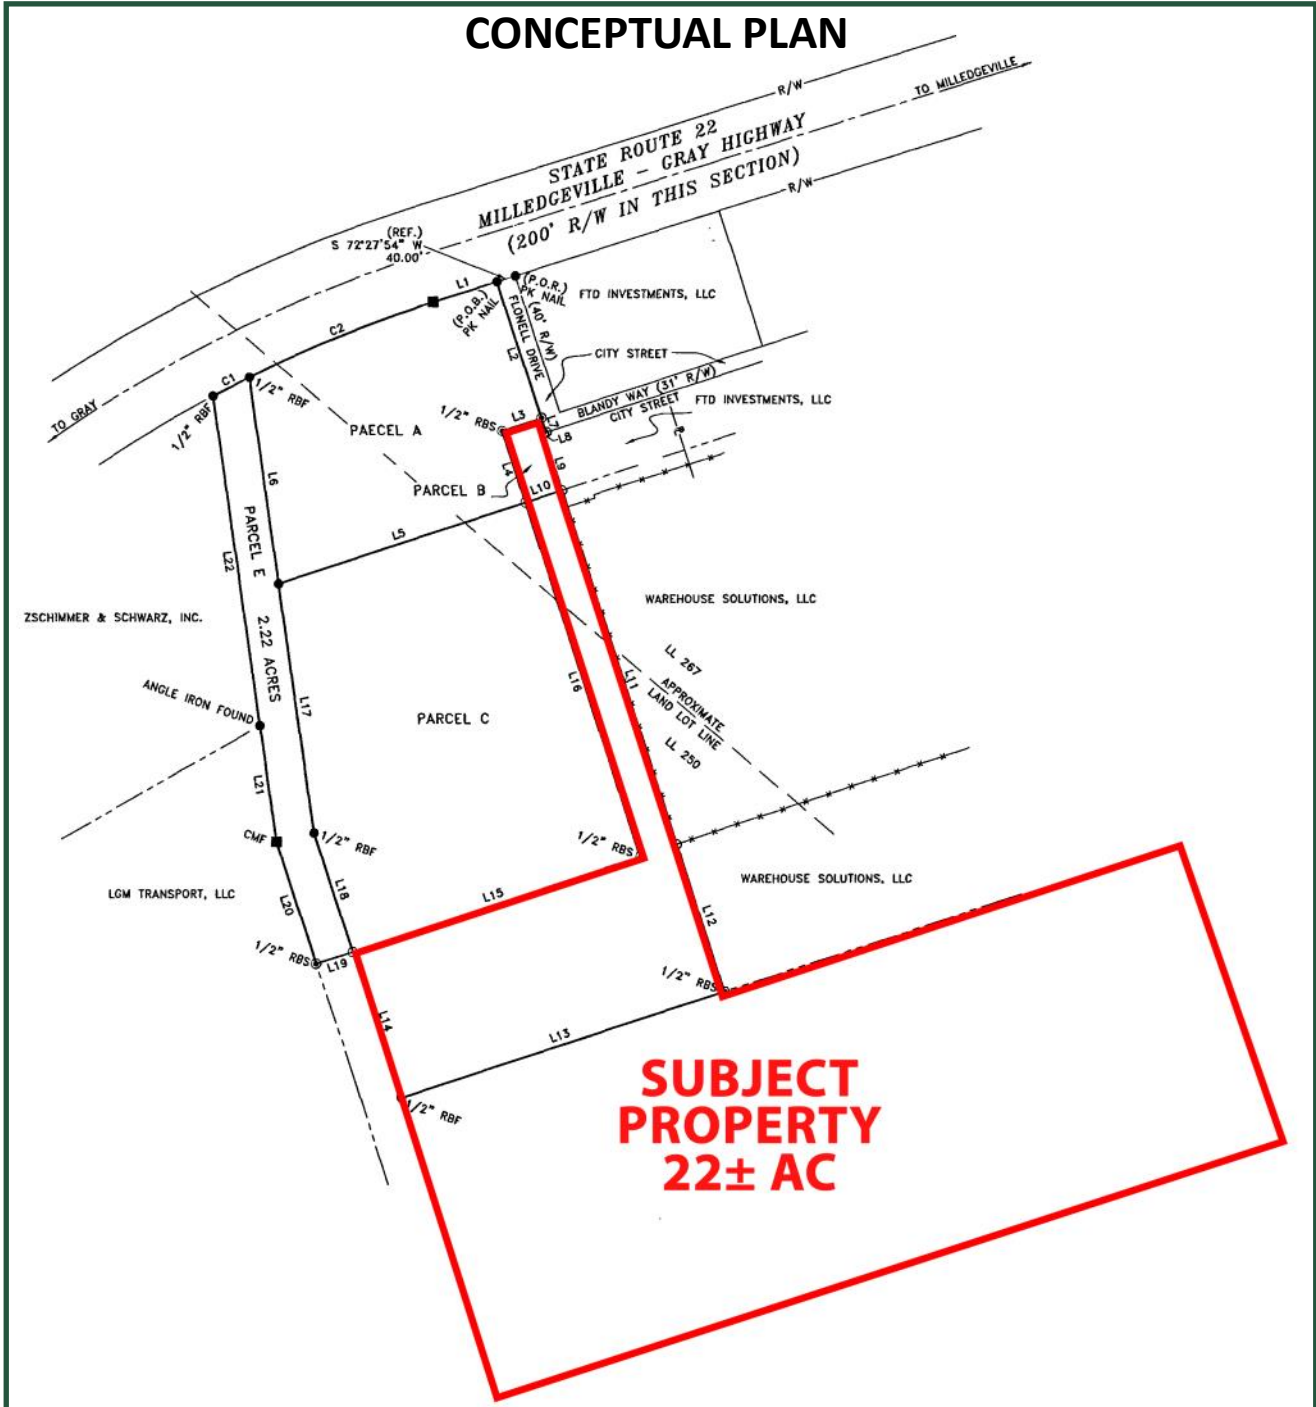 CONCEPTUAL PLAN
R/W
TO MILLEDGEVILLE
STATE ROUTE 22
MILLEDGEVILLE - GRAY HIGHWAY
(200' R/W IN THIS SECTION)
R/W
(REF.)
S 72°27'54" W
40.00'
L1
(P.O.B.)
PK NAIL
(P.O.R.)
PK NAIL
FTD INVESTMENTS, LLC
C2
FLONELL DRIVE
(40' R/W)
L2
CITY STREET
C1
1/2" RBF
1/2" RBF
TO GRAY
BLANDY WAY (31' R/W)
CITY STREET
FTD INVESTMENTS, LLC
1/2" RBS
L3
L7
L8
PAECEL A
L6
L4
L9
PARCEL B
L10
L5
PARCEL E
2.22 ACRES
L22
ZSCHIMMER & SCHWARZ, INC.
WAREHOUSE SOLUTIONS, LLC
LL 267
APPROXIMATE
LAND LOT LINE
LL 250
L16
L11
ANGLE IRON FOUND
L17
PARCEL C
L21
CMF
1/2" RBF
1/2" RBS
LGM TRANSPORT, LLC
L20
L18
L15
WAREHOUSE SOLUTIONS, LLC
L12
1/2" RBS
L19
1/2" RBS
L14
L13
1/2" RBF
SUBJECT
PROPERTY
22± AC